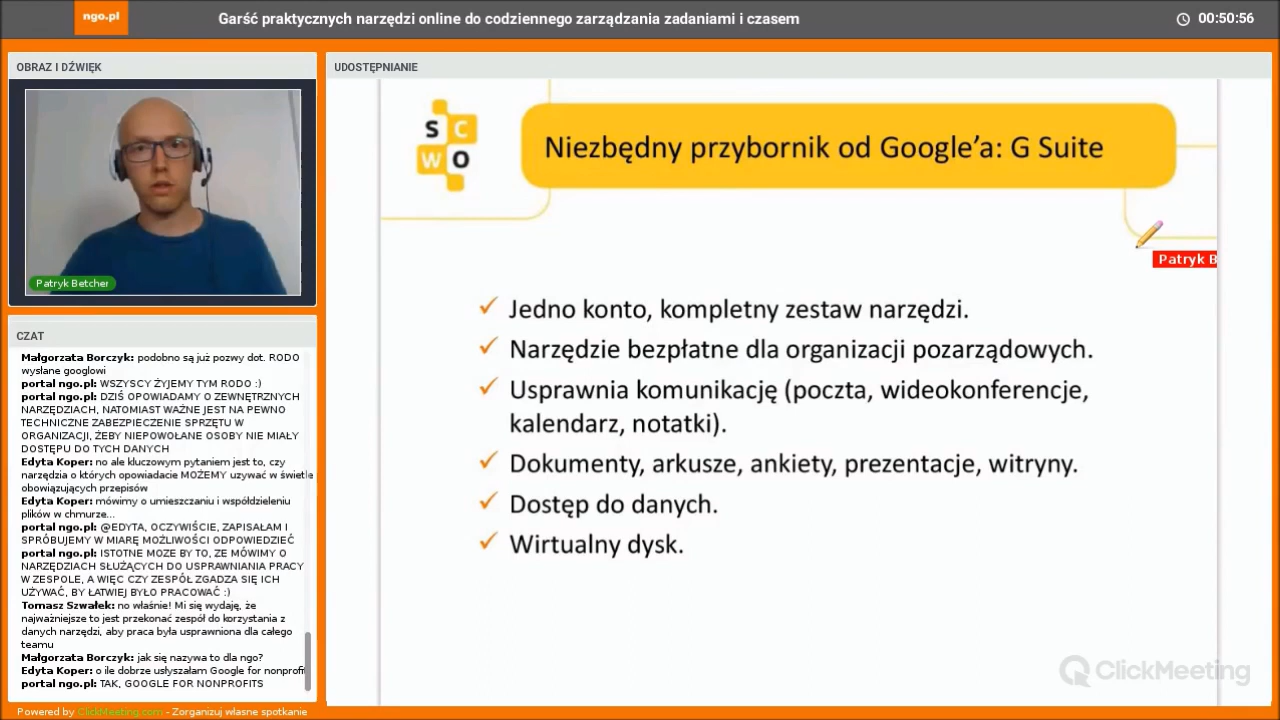 ngo.pl
Garść praktycznych narzędzi online do codziennego zarządzania zadaniami i czasem
00:50:56
OBRAZ I DŹWIĘK
Patryk Betcher
CZAT
Małgorzata Borczyk: podobno są już pozwy dot. RODO
wysłane googlowi
portal ngo.pl: WSZYSCY ŻYJEMY TYM RODO :)
portal ngo.pl: DZIŚ OPOWIADAMY O ZEWNĘTRZNYCH
NARZĘDZIACH, NATOMIAST WAŻNE JEST NA PEWNO
TECHNICZNE ZABEZPIECZENIE SPRZĘTU W
ORGANIZACJI, ŻEBY NIEPOWOŁANE OSOBY NIE MIAŁY
DOSTĘPU DO TYCH DANYCH
Edyta Koper: no ale kluczowym pytaniem jest to, czy
narzędzia o których opowiadacie MOŻEMY uzywać w świetle
obowiązujących przepisów
Edyta Koper: mówimy o umieszczaniu i współdzieleniu
plików w chmurze...
portal ngo.pl: @EDYTA, OCZYWIŚCIE, ZAPISAŁAM I
SPRÓBUJEMY W MIARĘ MOŻLIWOŚCI ODPOWIEDZIEĆ
portal ngo.pl: ISTOTNE MOZE BY TO, ZE MÓWIMY O
NARZĘDZIACH SŁUŻĄCYCH DO USPRAWNIANIA PRACY
W ZESPOLE, A WIĘC CZY ZESPÓŁ ZGADZA SIĘ ICH
UŻYWAĆ, BY ŁATWIEJ BYŁO PRACOWAĆ :)
Tomasz Szwałek: no właśnie! Mi się wydaję, że
najważniejsze to jest przekonać zespół do korzystania z
danych narzędzi, aby praca była usprawniona dla całego
teamu
Małgorzata Borczyk: jak się nazywa to dla ngo?
Edyta Koper: o ile dobrze usłyszałam Google for nonprofit
portal ngo.pl: TAK, GOOGLE FOR NONPROFITS
Powered by ClickMeeting.com - Zorganizuj własne spotkanie
UDOSTĘPNIANIE
S C
W O
Niezbędny przybornik od Google’a: G Suite
Patryk B
✓ Jedno konto, kompletny zestaw narzędzi.
✓ Narzędzie bezpłatne dla organizacji pozarządowych.
✓ Usprawnia komunikację (poczta, wideokonferencje,
kalendarz, notatki).
✓ Dokumenty, arkusze, ankiety, prezentacje, witryny.
✓ Dostęp do danych.
✓ Wirtualny dysk.
ClickMeeting